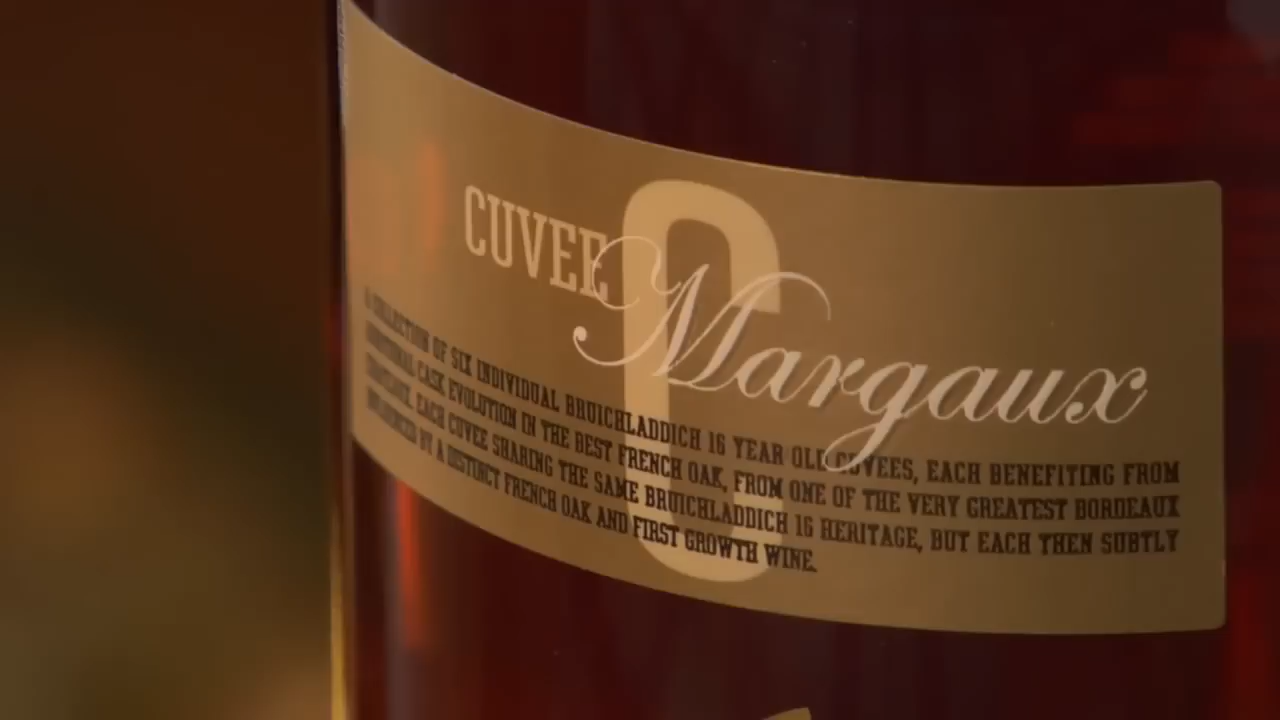 CUVEE C
Margaux
A COLLECTION OF SIX INDIVIDUAL BRUICHLADDICH 16 YEAR OLD CUVEES, EACH BENEFITING FROM
ADDITIONAL CASK EVOLUTION IN THE BEST FRENCH OAK, FROM ONE OF THE VERY GREATEST BORDEAUX
CHATEAUX. EACH CUVEE SHARING THE SAME BRUICHLADDICH 16 HERITAGE, BUT EACH THEN SUBTLY
INFLUENCED BY A DISTINCT FRENCH OAK AND FIRST GROWTH WINE.